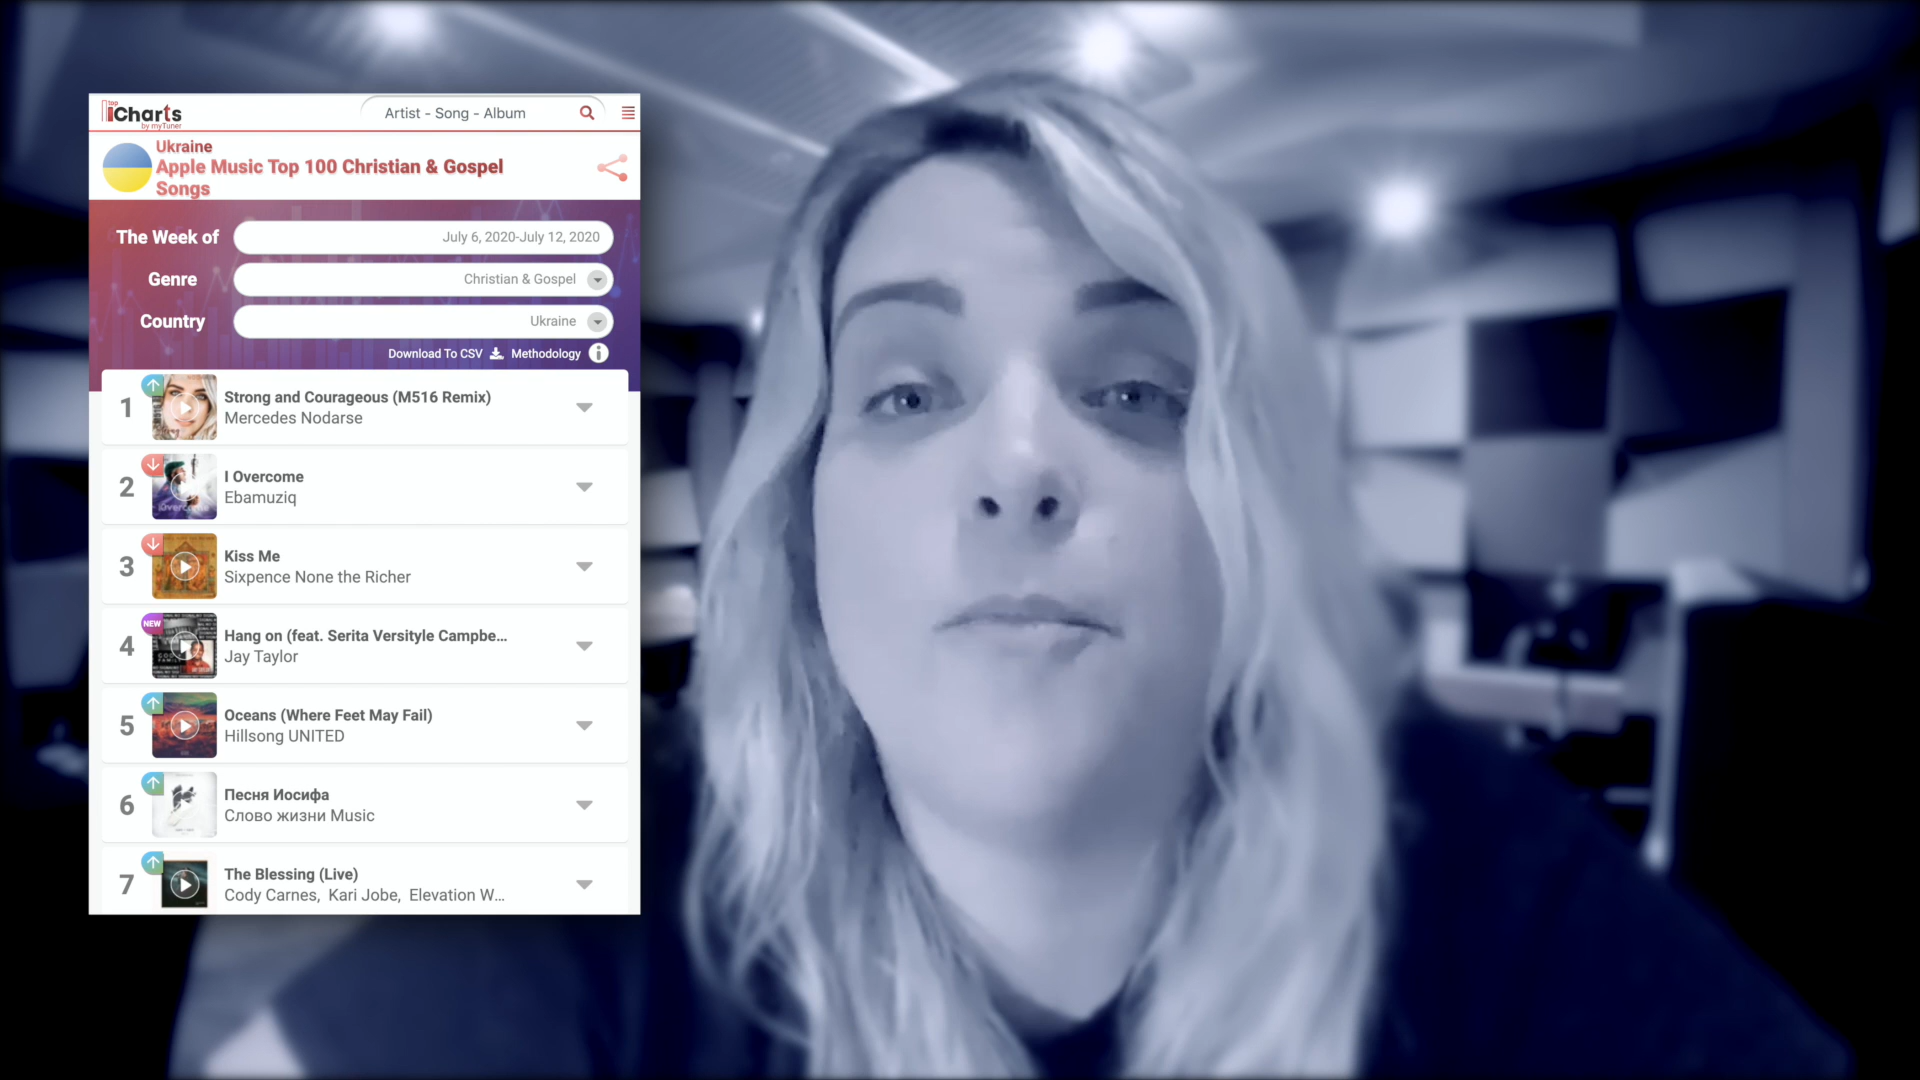 top
iCharts
by myTuner
Artist - Song - Album
Ukraine
Apple Music Top 100 Christian & Gospel
Songs
The Week of
July 6, 2020-July 12, 2020
Genre
Christian & Gospel
Country
Ukraine
Download To CSV
Methodology
1
Strong and Courageous (M516 Remix)
Mercedes Nodarse
2
I Overcome
Ebamuziq
3
Kiss Me
Sixpence None the Richer
NEW
4
Hang on (feat. Serita Versityle Campbe...
Jay Taylor
5
Oceans (Where Feet May Fail)
Hillsong UNITED
6
Песня Иосифа
Слово жизни Music
7
The Blessing (Live)
Cody Carnes, Kari Jobe, Elevation W...